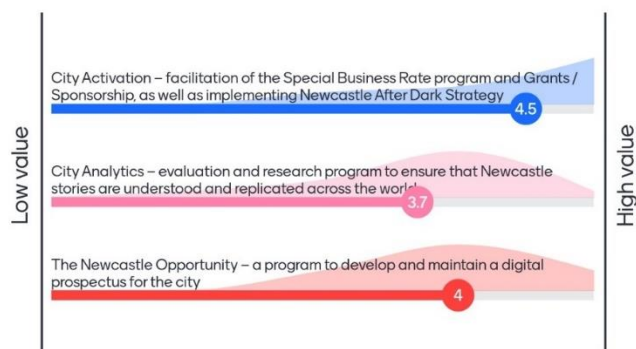 City Activation – facilitation of the Special Business Rate program and Grants /
Sponsorship, as well as implementing Newcastle After Dark Strategy
4.5
City Analytics – evaluation and research program to ensure that Newcastle
stories are understood and replicated across the world
3.7
The Newcastle Opportunity – a program to develop and maintain a digital
prospectus for the city
4
Low value
High value